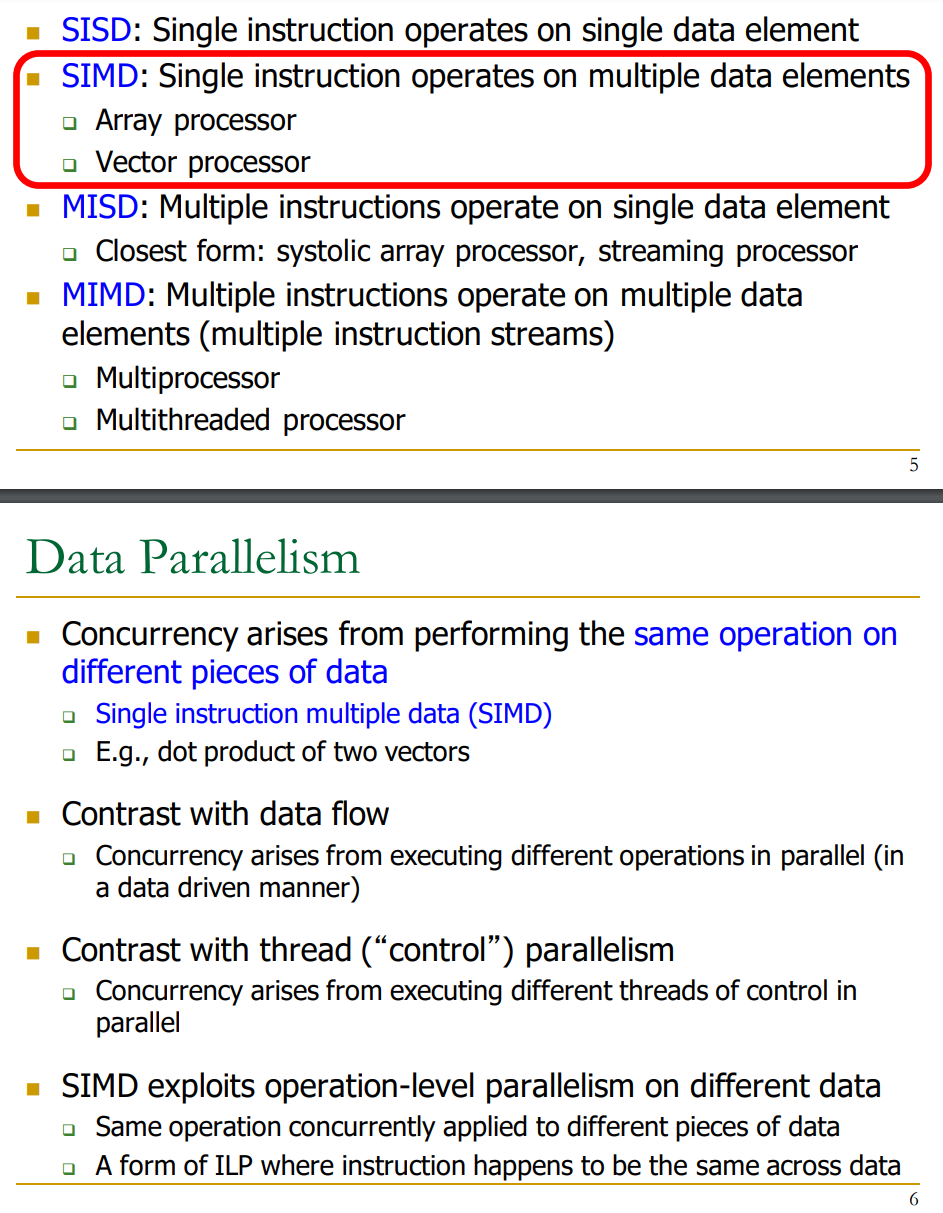 SISD: Single instruction operates on single data element
SIMD: Single instruction operates on multiple data elements
Array processor
Vector processor
MISD: Multiple instructions operate on single data element
Closest form: systolic array processor, streaming processor
MIMD: Multiple instructions operate on multiple data
elements (multiple instruction streams)
Multiprocessor
Multithreaded processor
5
Data Parallelism
Concurrency arises from performing the same operation on
different pieces of data
Single instruction multiple data (SIMD)
E.g., dot product of two vectors
Contrast with data flow
Concurrency arises from executing different operations in parallel (in
a data driven manner)
Contrast with thread (“control”) parallelism
Concurrency arises from executing different threads of control in
parallel
SIMD exploits operation-level parallelism on different data
Same operation concurrently applied to different pieces of data
A form of ILP where instruction happens to be the same across data
6